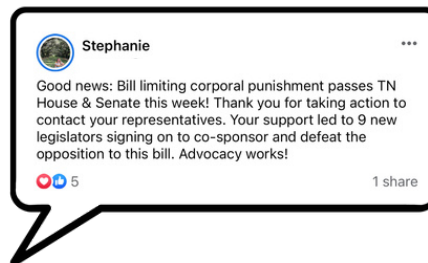 Stephanie
Good news: Bill limiting corporal punishment passes TN
House & Senate this week! Thank you for taking action to
contact your representatives. Your support led to 9 new
legislators signing on to co-sponsor and defeat the
opposition to this bill. Advocacy works!
5
1 share